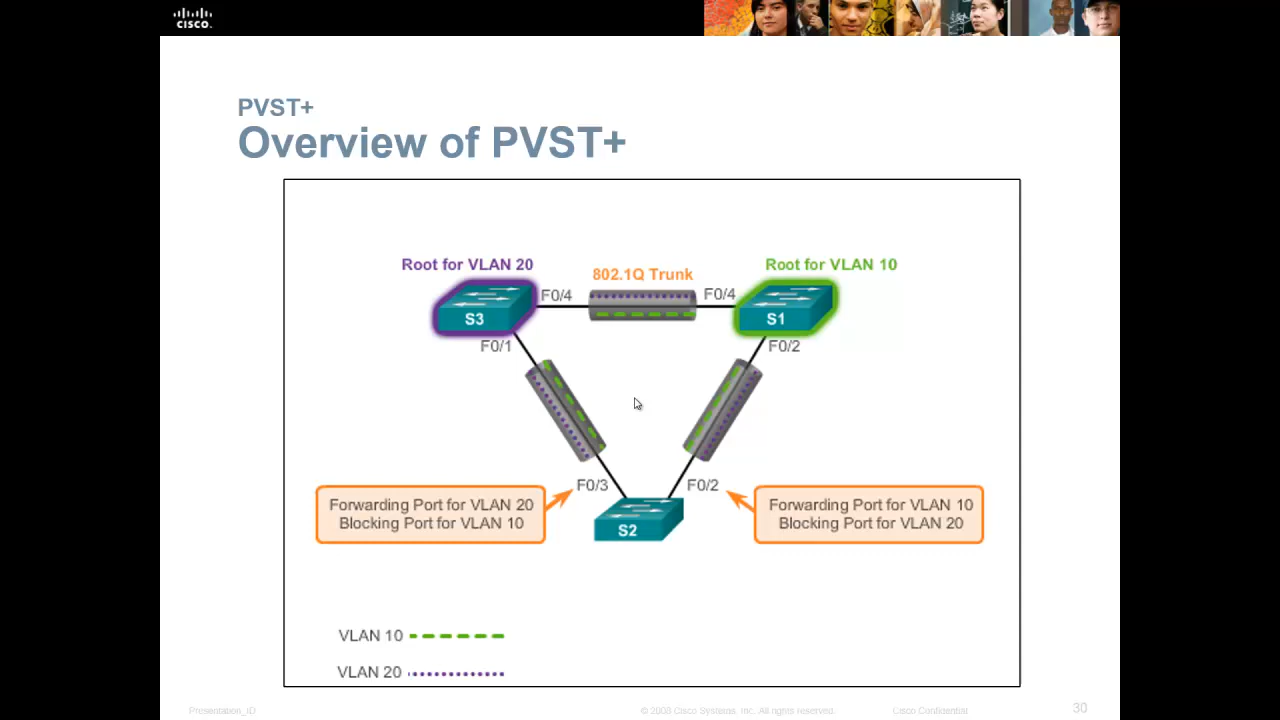 CISCO.
PVST+
Overview of PVST+
Root for VLAN 20
802.1Q Trunk
Root for VLAN 10
F0/4
F0/4
S3
S1
F0/1
F0/2
F0/3
F0/2
Forwarding Port for VLAN 20
Blocking Port for VLAN 10
S2
Forwarding Port for VLAN 10
Blocking Port for VLAN 20
VLAN 10
VLAN 20
Presentation_ID
© 2008 Cisco Systems, Inc. All rights reserved.
Cisco Confidential
30